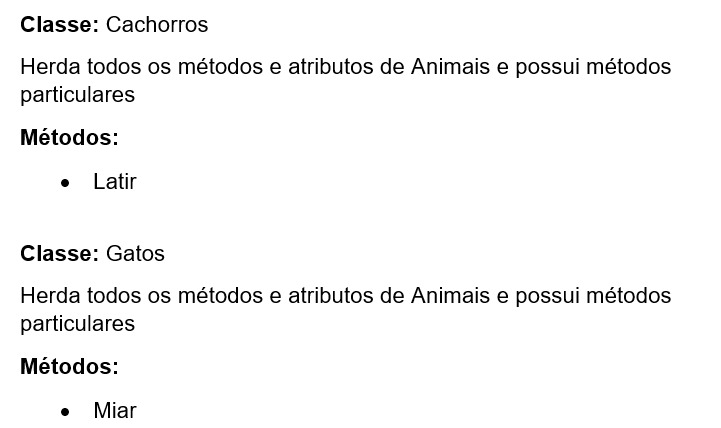 Classe: Cachorros
Herda todos os métodos e atributos de Animais e possui métodos
particulares
Métodos:
• Latir
Classe: Gatos
Herda todos os métodos e atributos de Animais e possui métodos
particulares
Métodos:
• Miar